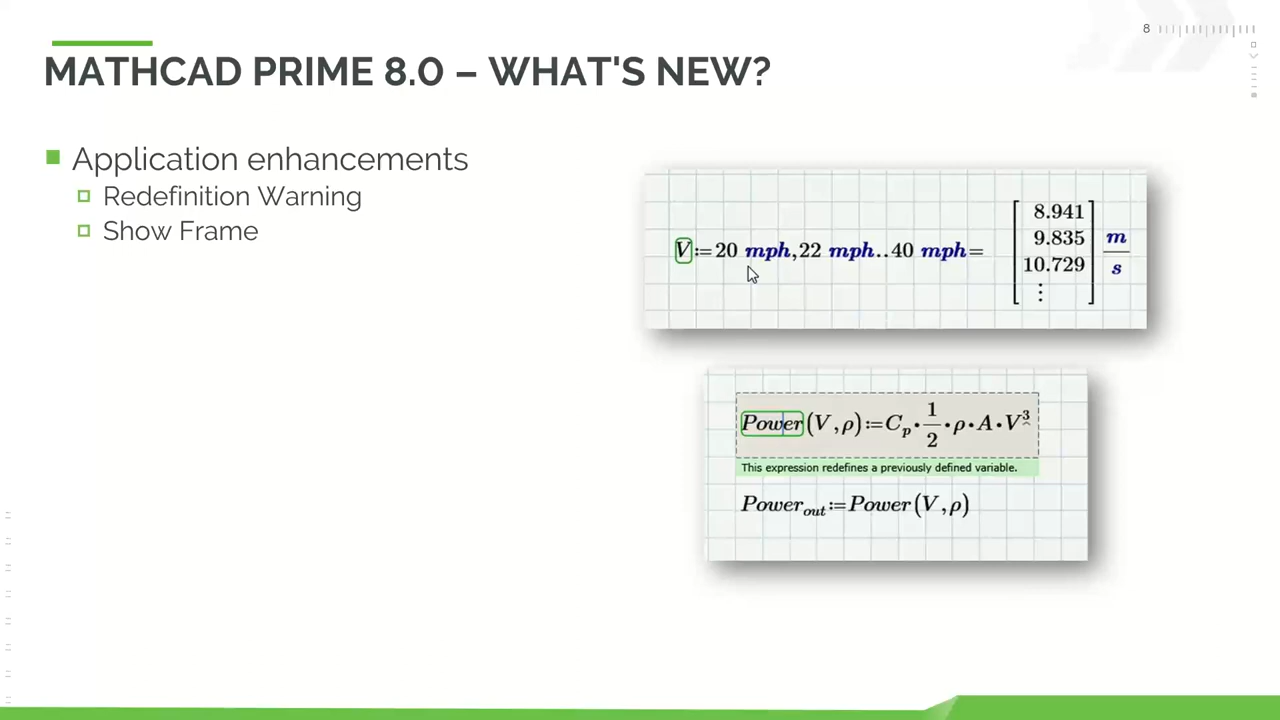 8
MATHCAD PRIME 8.0 – WHAT'S NEW?
Application enhancements
Redefinition Warning
Show Frame
V:=20 mph,22 mph..40 mph= [8.941 9.835 10.729 ⋮] m/s
Power(V,ρ):=Cp·1/2·ρ·A·V^3
This expression redefines a previously defined variable.
Powerout:=Power(V,ρ)